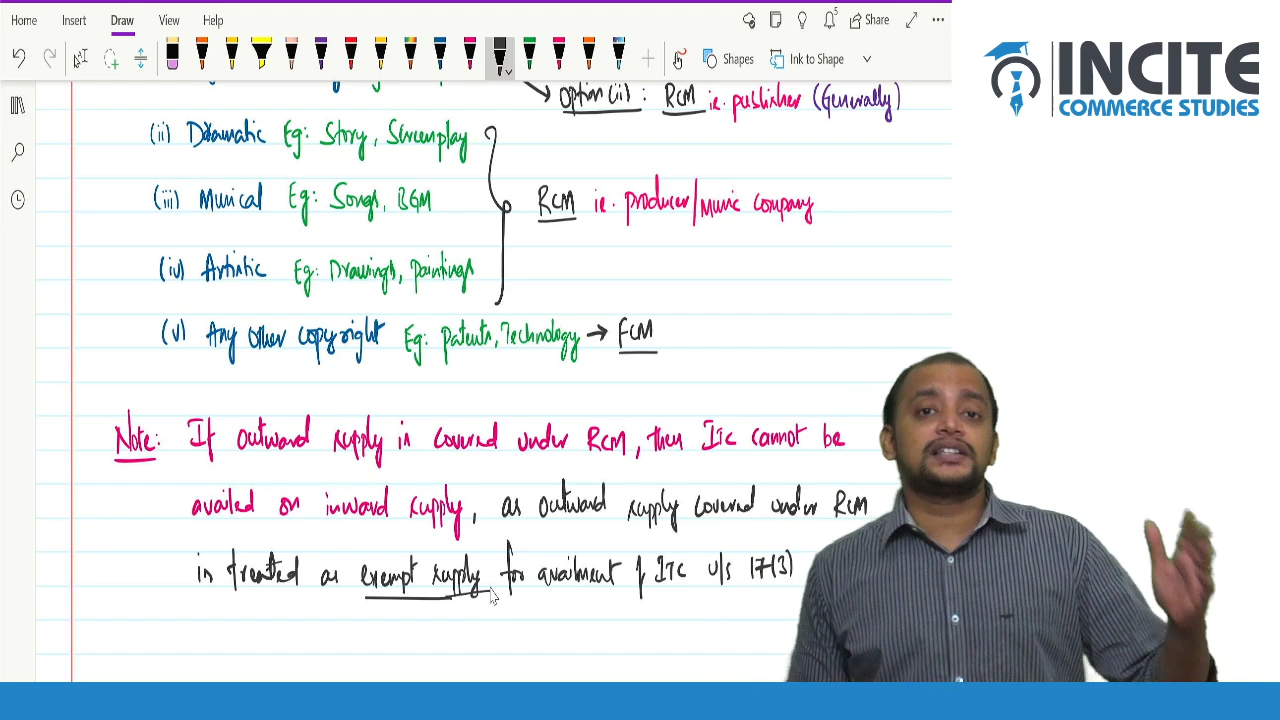 Home Insert Draw View Help
5 Share
Shapes Ink to Shape
INCITE
COMMERCE STUDIES
Option (ii) : RCM ie. publisher (Generally)
(ii) Dramatic Eg: Story, Screenplay
(iii) Musical Eg: Songs, BGM
RCM ie. producer/Music company
(iv) Artistic Eg: Drawings, paintings
(v) Any other copyright Eg: patents, Technology → FCM
Note: If outward supply is covered under RCM, then ITC cannot be
availed on inward supply, as outward supply covered under RCM
is treated as exempt supply for availment of ITC u/s 17(3)